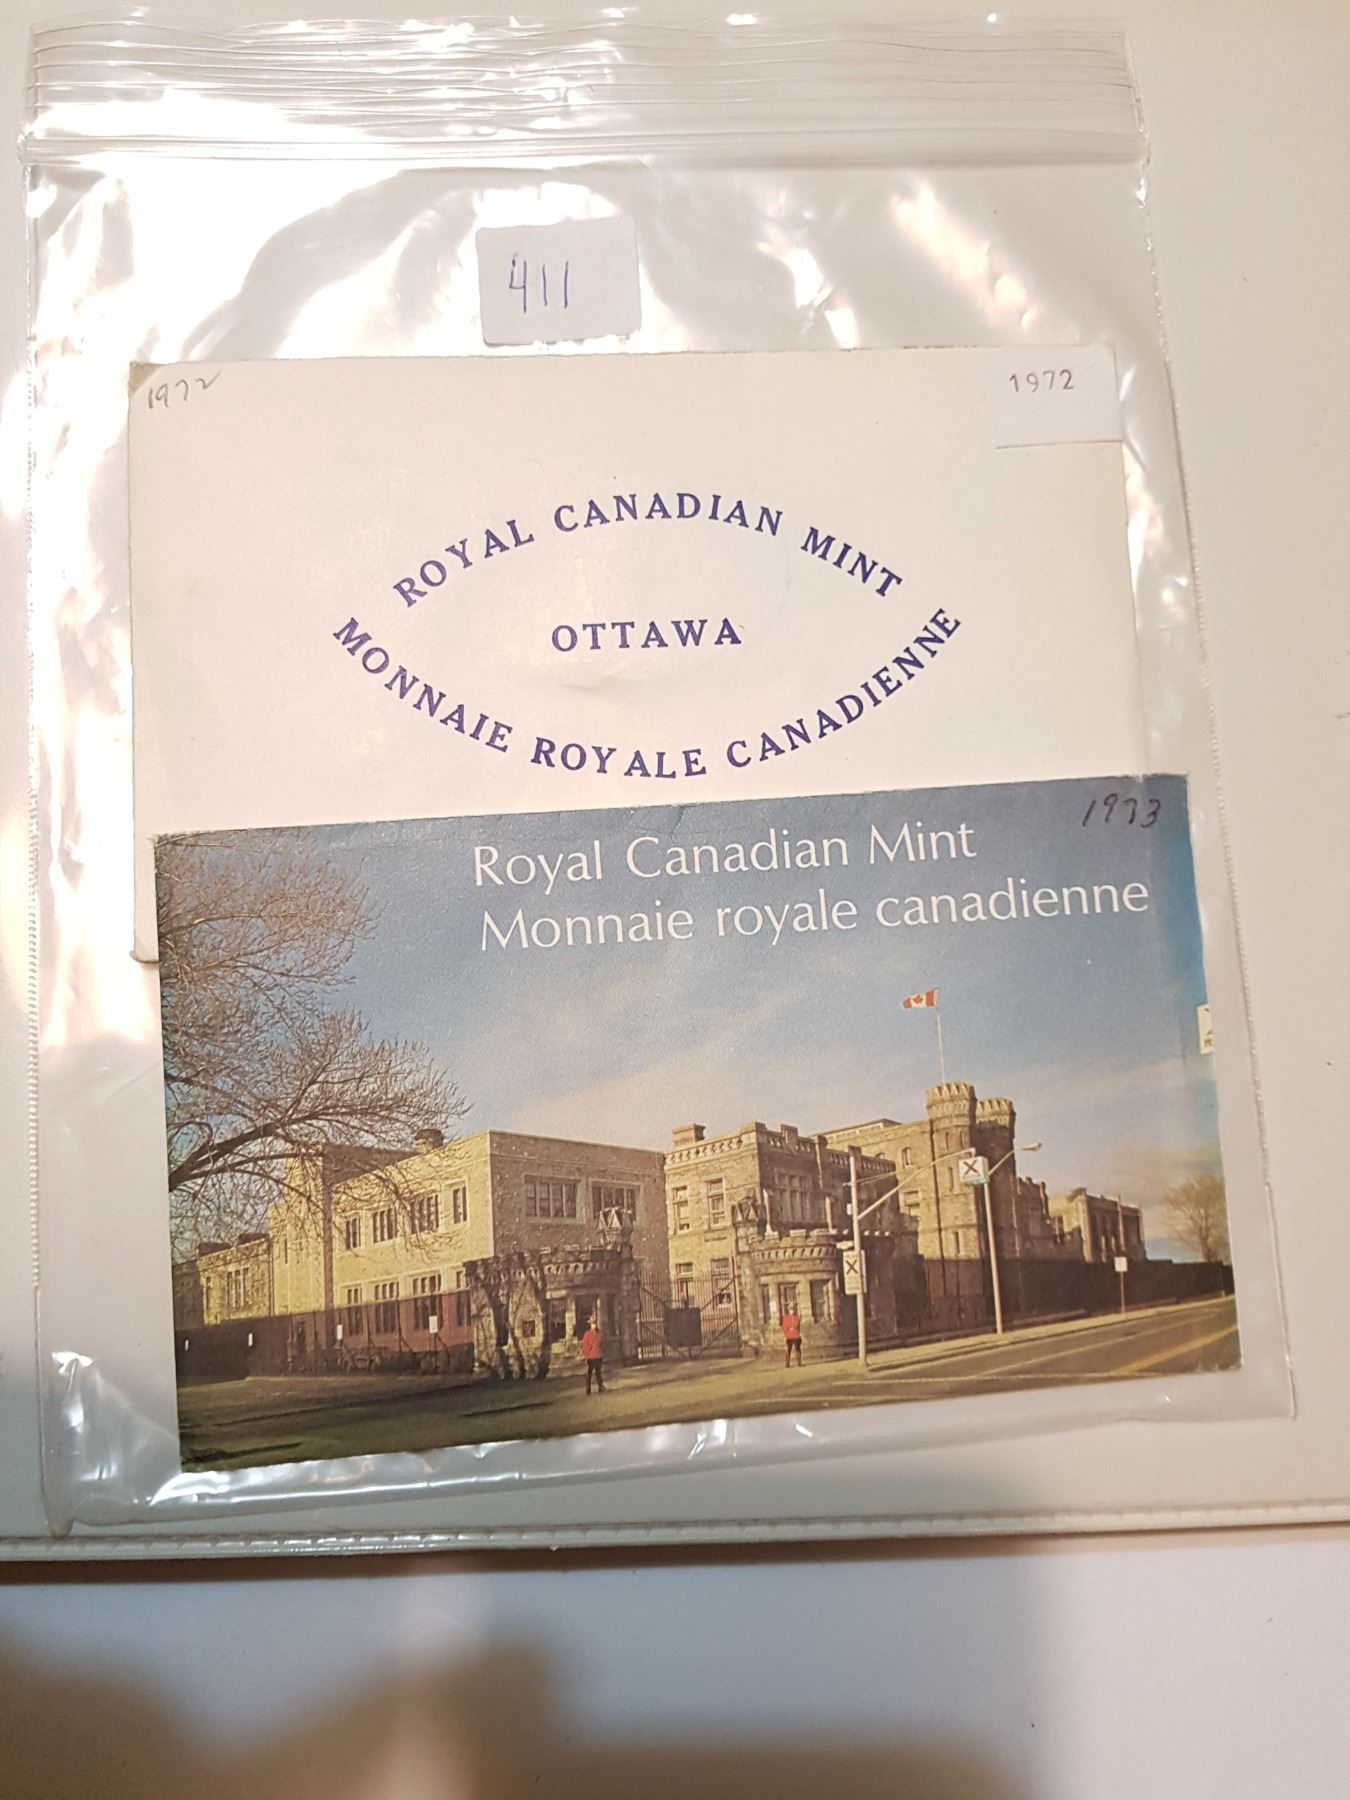 411
1972
1972
ROYAL CANADIAN MINT
OTTAWA
MONNAIE ROYALE CANADIENNE
1973
Royal Canadian Mint
Monnaie royale canadienne
X
X